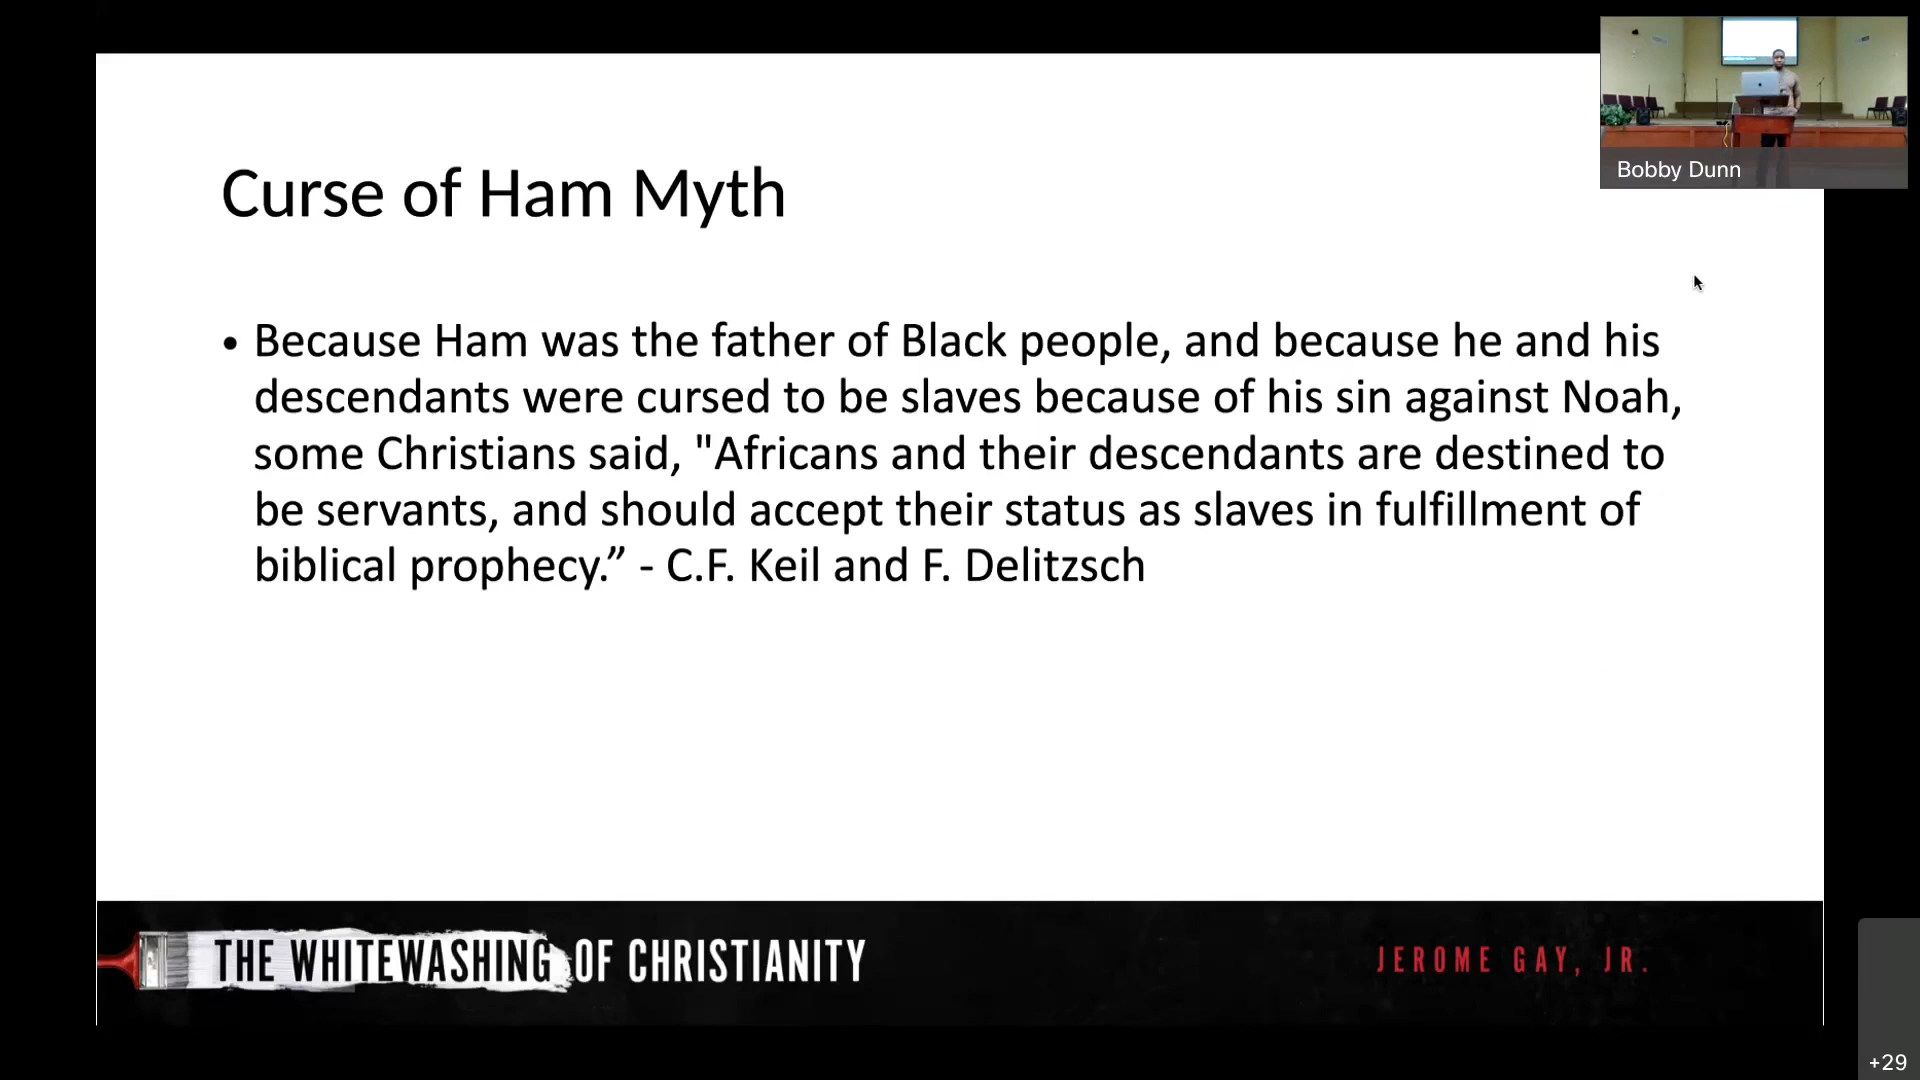 Bobby Dunn
Curse of Ham Myth
• Because Ham was the father of Black people, and because he and his
descendants were cursed to be slaves because of his sin against Noah,
some Christians said, "Africans and their descendants are destined to
be servants, and should accept their status as slaves in fulfillment of
biblical prophecy.” - C.F. Keil and F. Delitzsch
THE WHITEWASHING OF CHRISTIANITY
JEROME GAY, JR.
+29